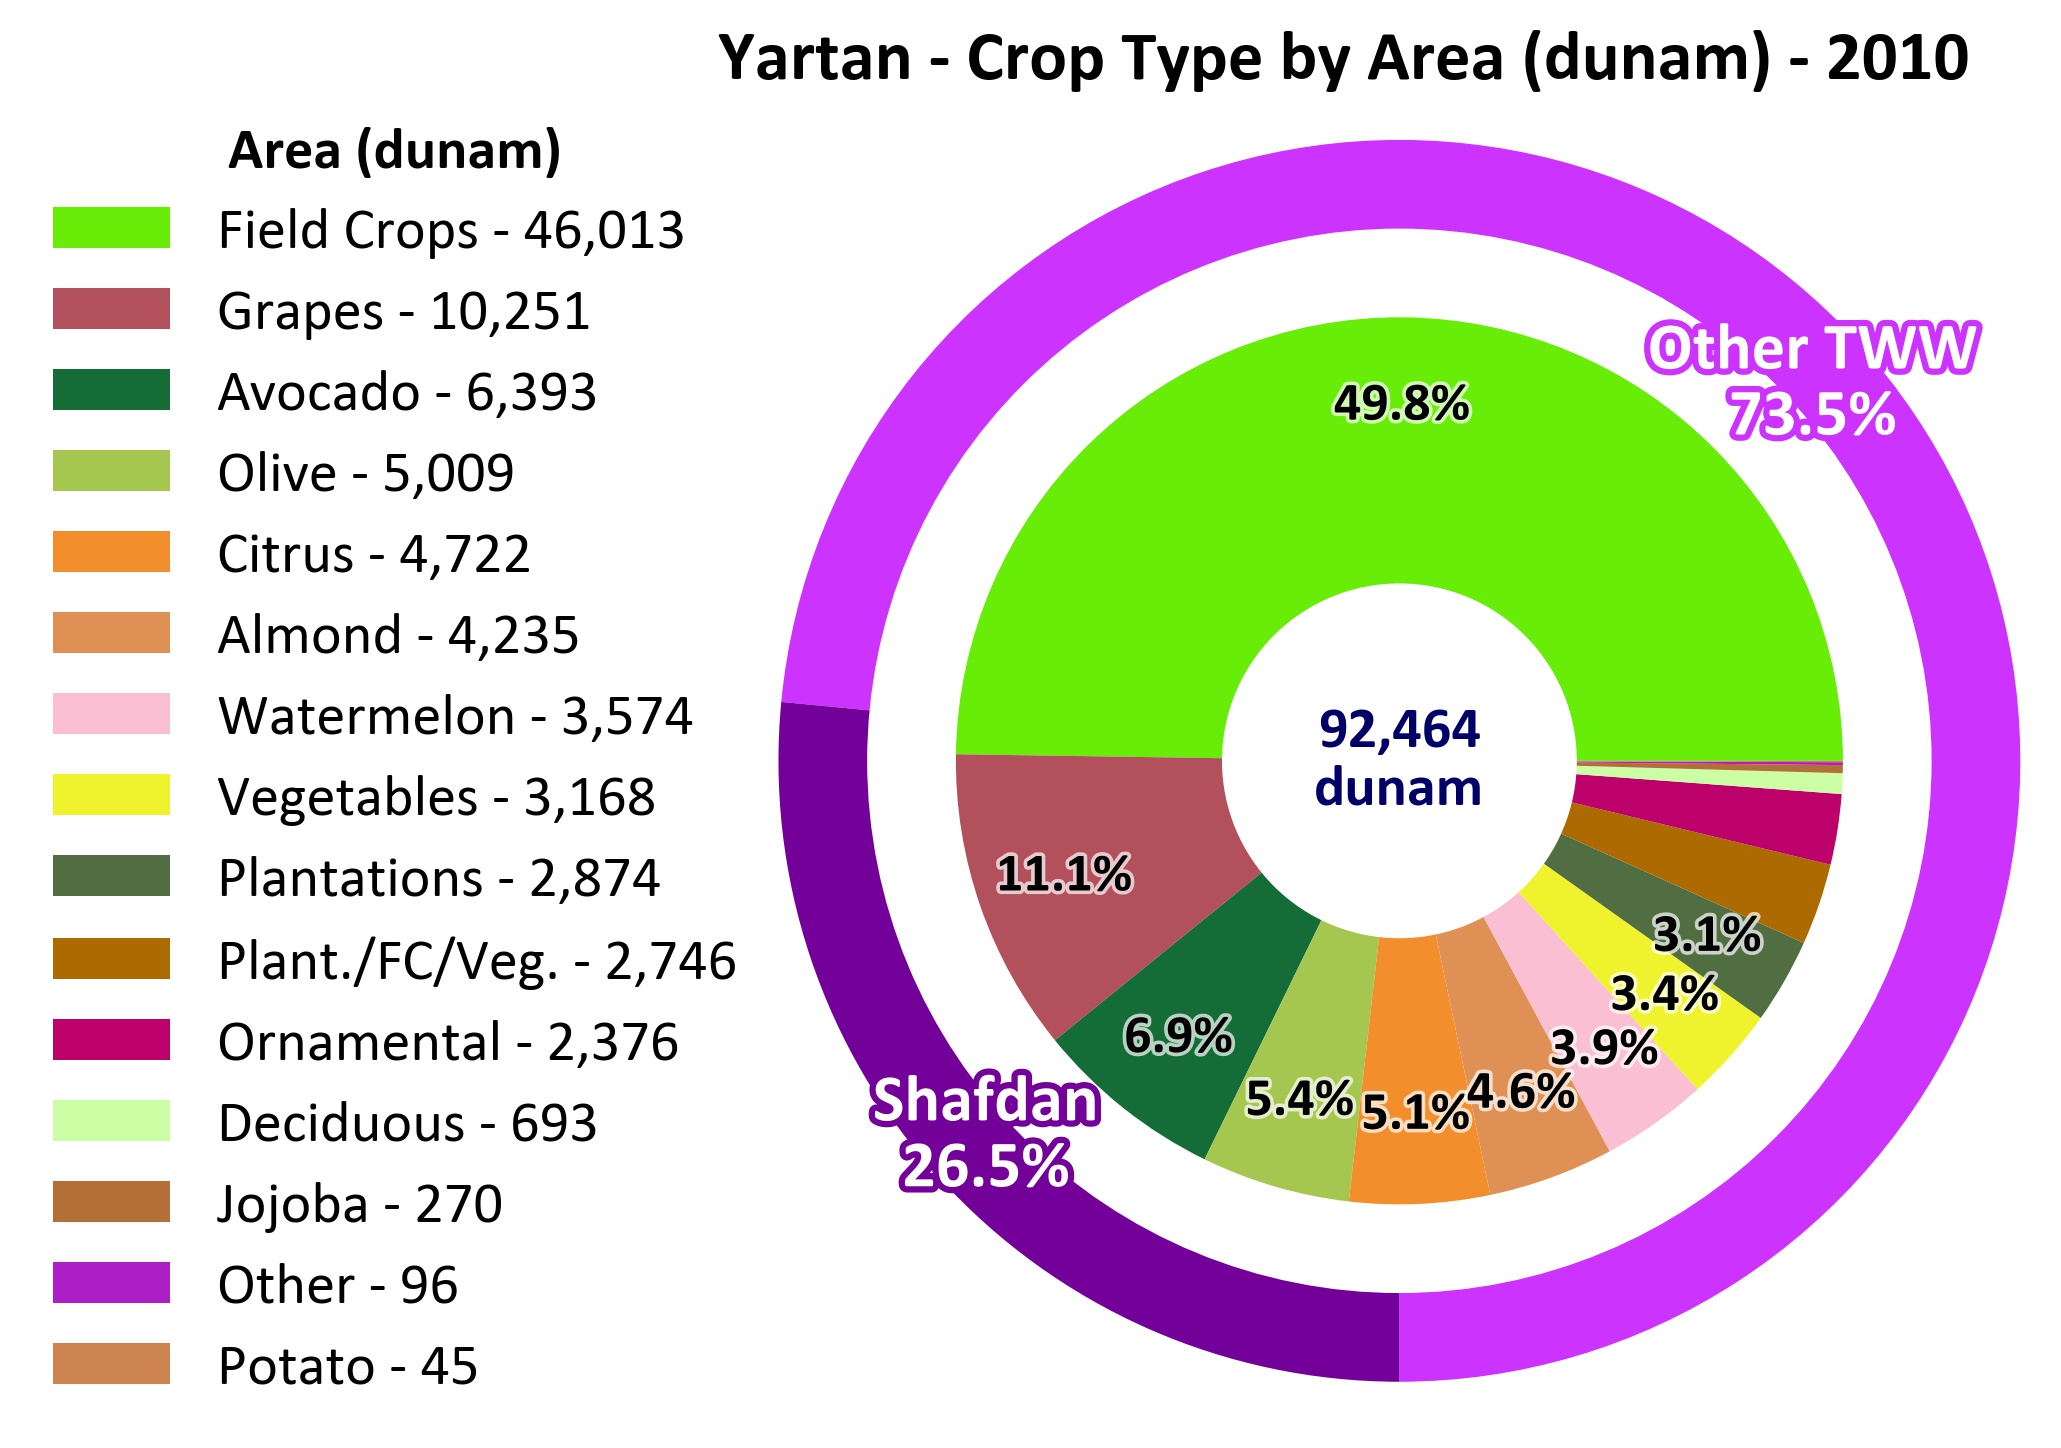 Yartan - Crop Type by Area (dunam) - 2010
Area (dunam)
Field Crops - 46,013
Grapes - 10,251
Avocado - 6,393
Olive - 5,009
Citrus - 4,722
Almond - 4,235
Watermelon - 3,574
Vegetables - 3,168
Plantations - 2,874
Plant./FC/Veg. - 2,746
Ornamental - 2,376
Deciduous - 693
Jojoba - 270
Other - 96
Potato - 45
Other TWW
73.5%
49.8%
92,464
dunam
11.1%
6.9%
5.4%
5.1%
4.6%
3.9%
3.4%
3.1%
Shafdan
26.5%